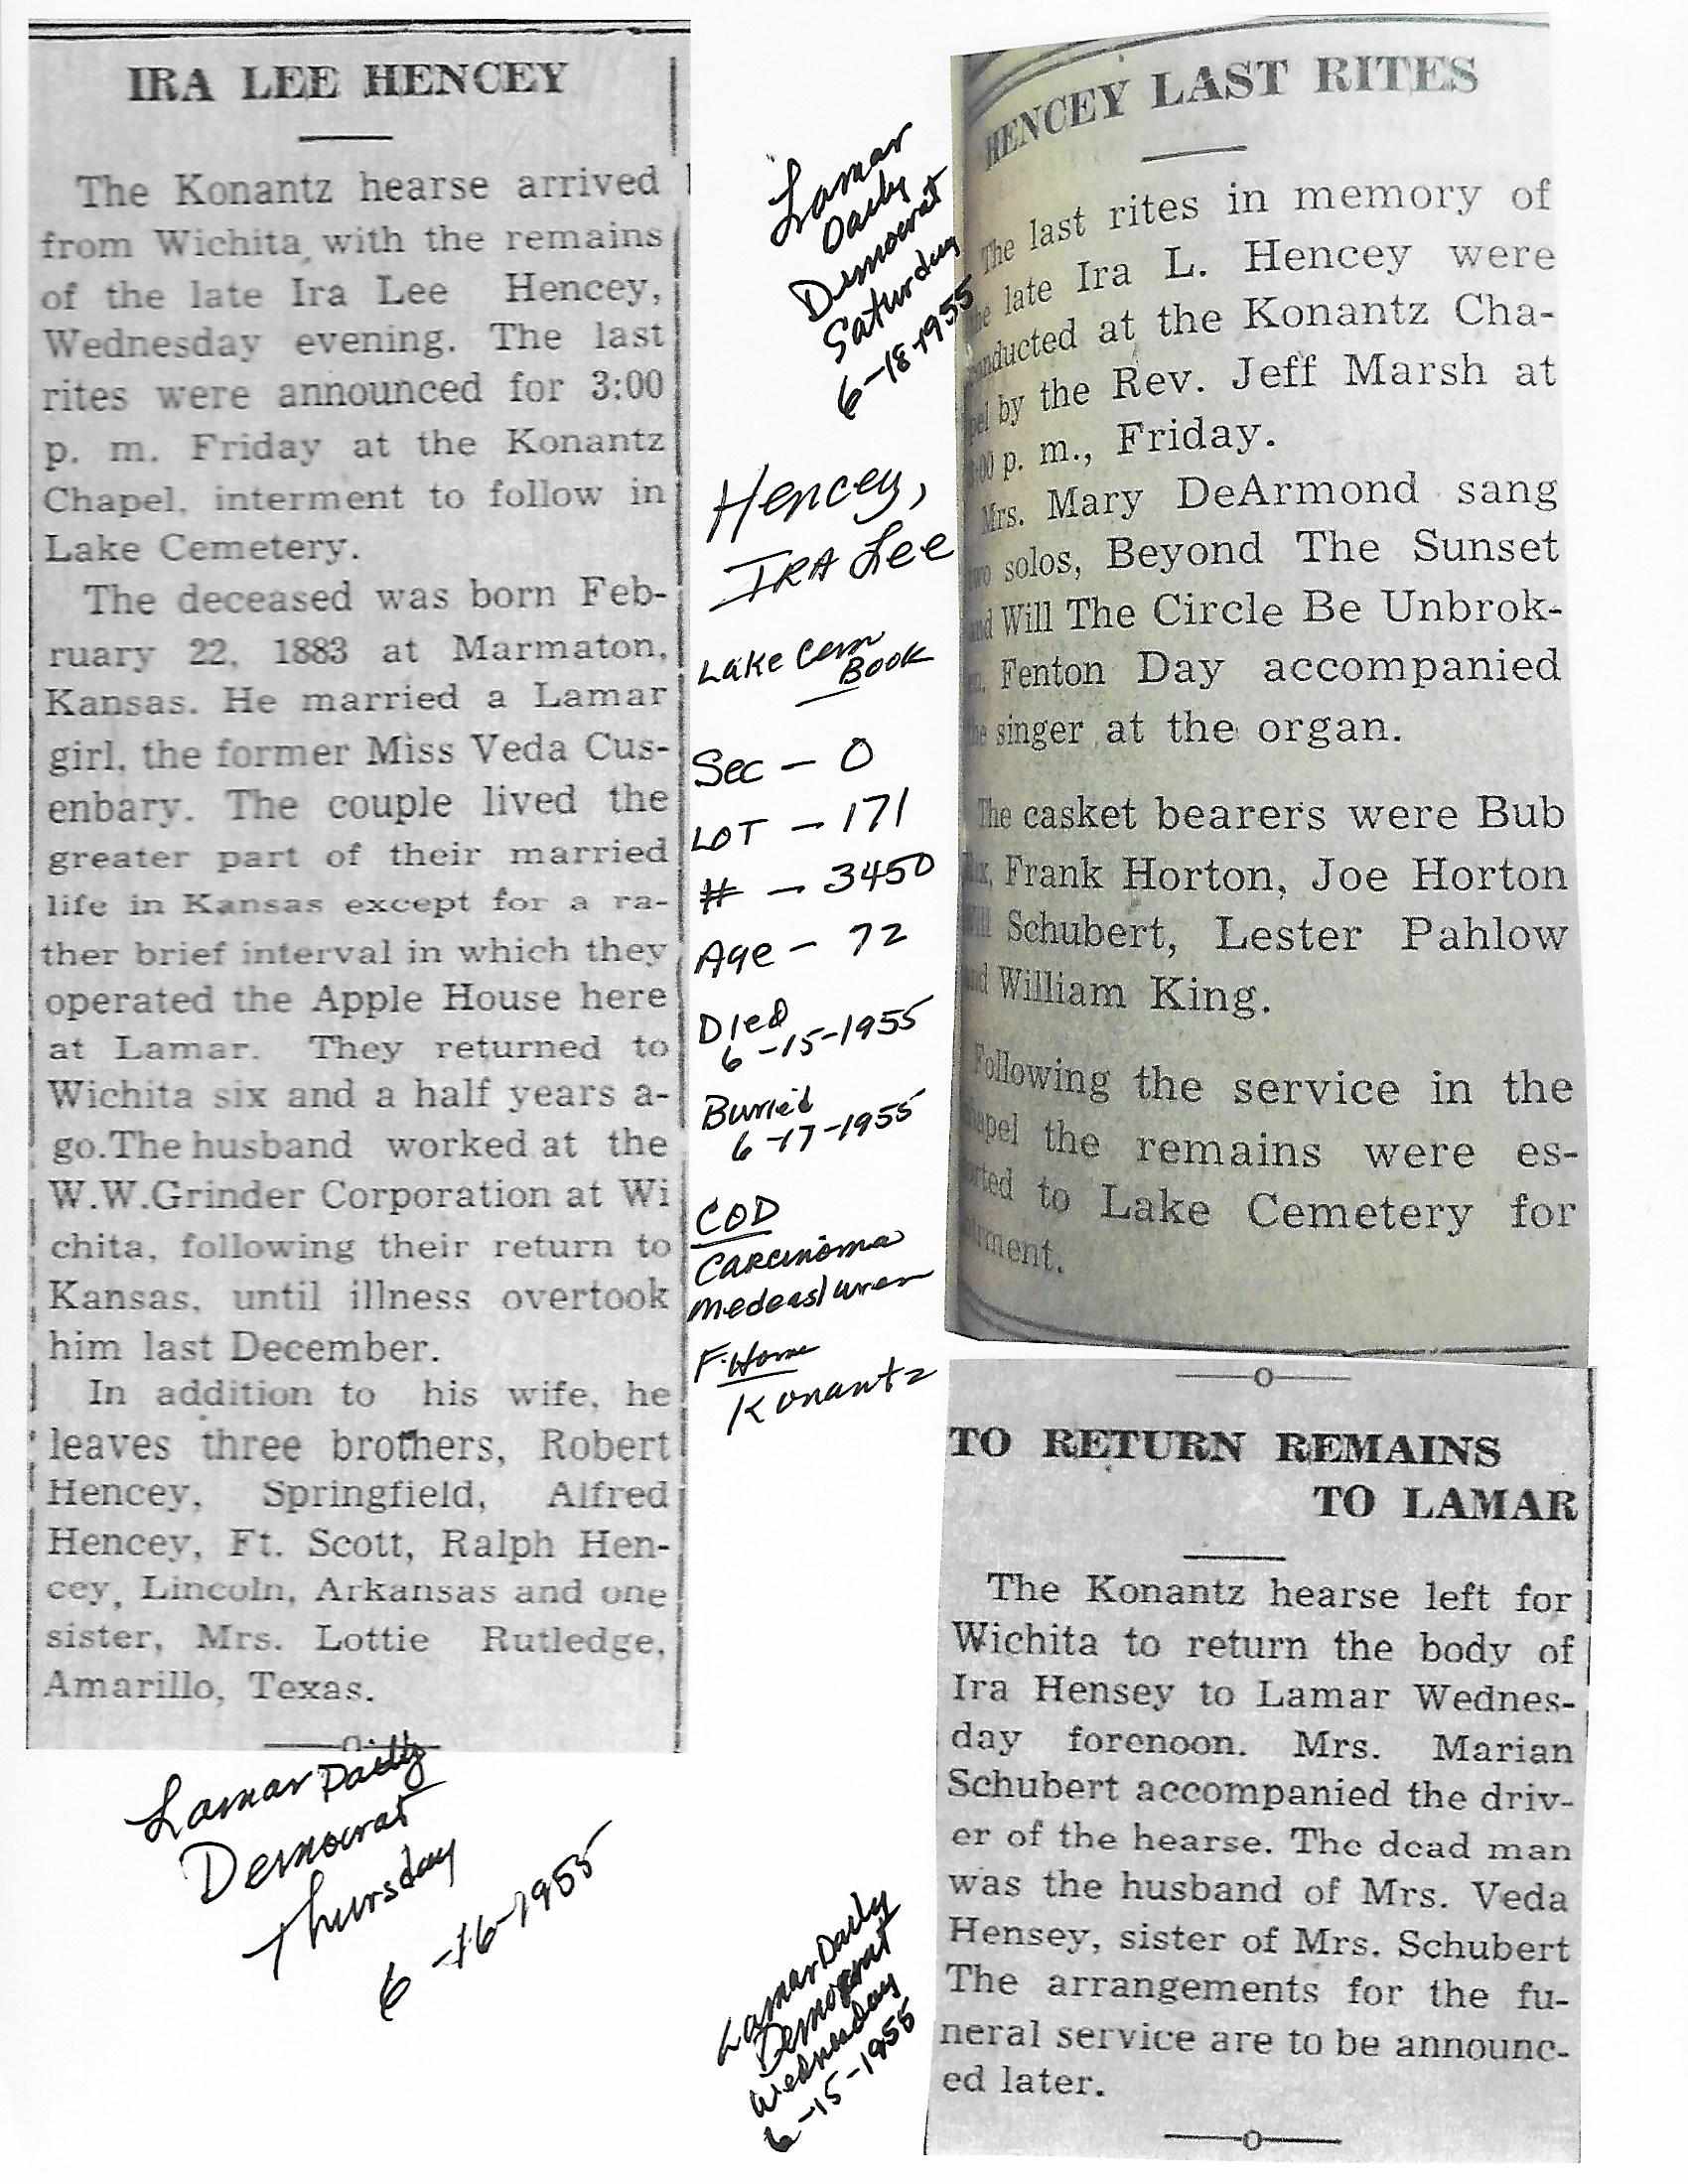 IRA LEE HENCEY
The Konantz hearse arrived
from Wichita with the remains
of the late Ira Lee Hencey,
Wednesday evening. The last
rites were announced for 3:00
p. m. Friday at the Konantz
Chapel, interment to follow in
Lake Cemetery.
The deceased was born Feb-
ruary 22, 1883 at Marmaton,
Kansas. He married a Lamar
girl, the former Miss Veda Cus-
enbary. The couple lived the
greater part of their married
life in Kansas except for a ra-
ther brief interval in which they
operated the Apple House here
at Lamar. They returned to
Wichita six and a half years a-
go.The husband worked at the
W.W.Grinder Corporation at Wi
chita, following their return to
Kansas, until illness overtook
him last December.
In addition to his wife, he
leaves three brothers, Robert
Hencey, Springfield, Alfred
Hencey, Ft. Scott, Ralph Hen-
cey, Lincoln, Arkansas and one
sister, Mrs. Lottie Rutledge,
Amarillo, Texas.
Lamar Daily
Democrat
Thursday
6-16-1955
Lamar
Daily
Democrat
Saturday
6-18-1955
Hencey,
IRA Lee
Lake Cem
BOOK
Sec - O
LOT - 171
# - 3450
Age - 72
Died
6-15-1955
Buried
6-17-1955
COD
Carcinoma
F. Home
Konantz
HENCEY LAST RITES
The last rites in memory of
late Ira L. Hencey were
conducted at the Konantz Cha-
pel by the Rev. Jeff Marsh at
3:00 p. m., Friday.
Mrs. Mary DeArmond sang
two solos, Beyond The Sunset
and Will The Circle Be Unbrok-
en. Fenton Day accompanied
the singer at the organ.
The casket bearers were Bub
Frank Horton, Joe Horton
Will Schubert, Lester Pahlow
and William King.
Following the service in the
chapel the remains were es-
corted to Lake Cemetery for
interment.
TO RETURN REMAINS
TO LAMAR
The Konantz hearse left for
Wichita to return the body of
Ira Hensey to Lamar Wednes-
day forenoon. Mrs. Marian
Schubert accompanied the driv-
er of the hearse. The dead man
was the husband of Mrs. Veda
Hensey, sister of Mrs. Schubert
The arrangements for the fu-
neral service are to be announc-
ed later.
Lamar Daily
Democrat
Wednesday
6-15-1955